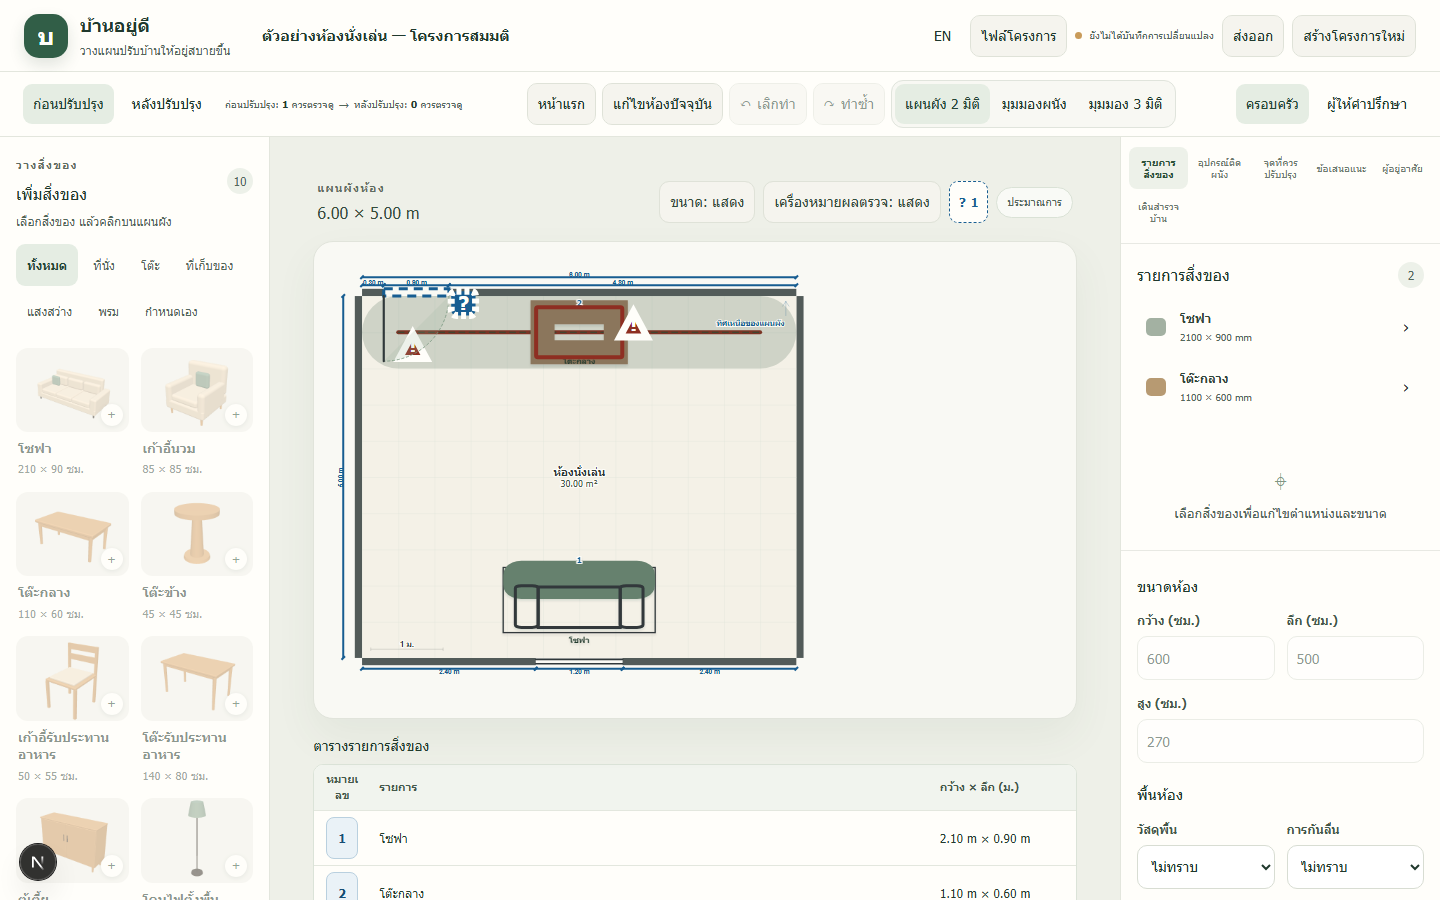 บ
บ้านอยู่ดี
วางแผนปรับบ้านให้อยู่สบายขึ้น
ตัวอย่างห้องนั่งเล่น — โครงการสมมติ
EN
ไฟล์โครงการ
ยังไม่ได้บันทึกการเปลี่ยนแปลง
ส่งออก
สร้างโครงการใหม่
ก่อนปรับปรุง
หลังปรับปรุง
ก่อนปรับปรุง: 1 ควรตรวจดู → หลังปรับปรุง: 0 ควรตรวจดู
หน้าแรก
แก้ไขห้องปัจจุบัน
↶ เลิกทำ
↷ ทำซ้ำ
แผนผัง 2 มิติ
มุมมองผนัง
มุมมอง 3 มิติ
ครอบครัว
ผู้ให้คำปรึกษา
วางสิ่งของ
เพิ่มสิ่งของ
10
เลือกสิ่งของ แล้วคลิกบนแผนผัง
ทั้งหมด
ที่นั่ง
โต๊ะ
ที่เก็บของ
แสงสว่าง
พรม
กำหนดเอง
+
+
โซฟา
เก้าอี้นวม
210 × 90 ซม.
85 × 85 ซม.
+
+
โต๊ะกลาง
โต๊ะข้าง
110 × 60 ซม.
45 × 45 ซม.
+
+
เก้าอี้รับประทาน
อาหาร
โต๊ะรับประทาน
อาหาร
50 × 55 ซม.
140 × 80 ซม.
+
+
N
ตู้เตี้ย
โคมไฟตั้งพื้น
แผนผังห้อง
6.00 × 5.00 m
ขนาด: แสดง
เครื่องหมายผลตรวจ: แสดง
? 1
ประมาณการ
6.00 m
0.30 m
0.90 m
4.80 m
?
2
ทิศเหนือของแผนผัง
โต๊ะกลาง
5.00 m
ห้องนั่งเล่น
30.00 m²
1
โซฟา
1 ม.
2.40 m
1.20 m
2.40 m
ตารางรายการสิ่งของ
หมายเ
ลข
รายการ
กว้าง × ลึก (ม.)
1
โซฟา
2.10 m × 0.90 m
2
โต๊ะกลาง
1.10 m × 0.60 m
รายการ
สิ่งของ
อุปกรณ์ติด
ผนัง
จุดที่ควร
ปรับปรุง
ข้อเสนอแนะ
ผู้อยู่อาศัย
เดินสำรวจ
บ้าน
รายการสิ่งของ
2
โซฟา
2100 × 900 mm
›
โต๊ะกลาง
1100 × 600 mm
›
เลือกสิ่งของเพื่อแก้ไขตำแหน่งและขนาด
ขนาดห้อง
กว้าง (ซม.)
ลึก (ซม.)
600
500
สูง (ซม.)
270
พื้นห้อง
วัสดุพื้น
การกันลื่น
ไม่ทราบ
ไม่ทราบ